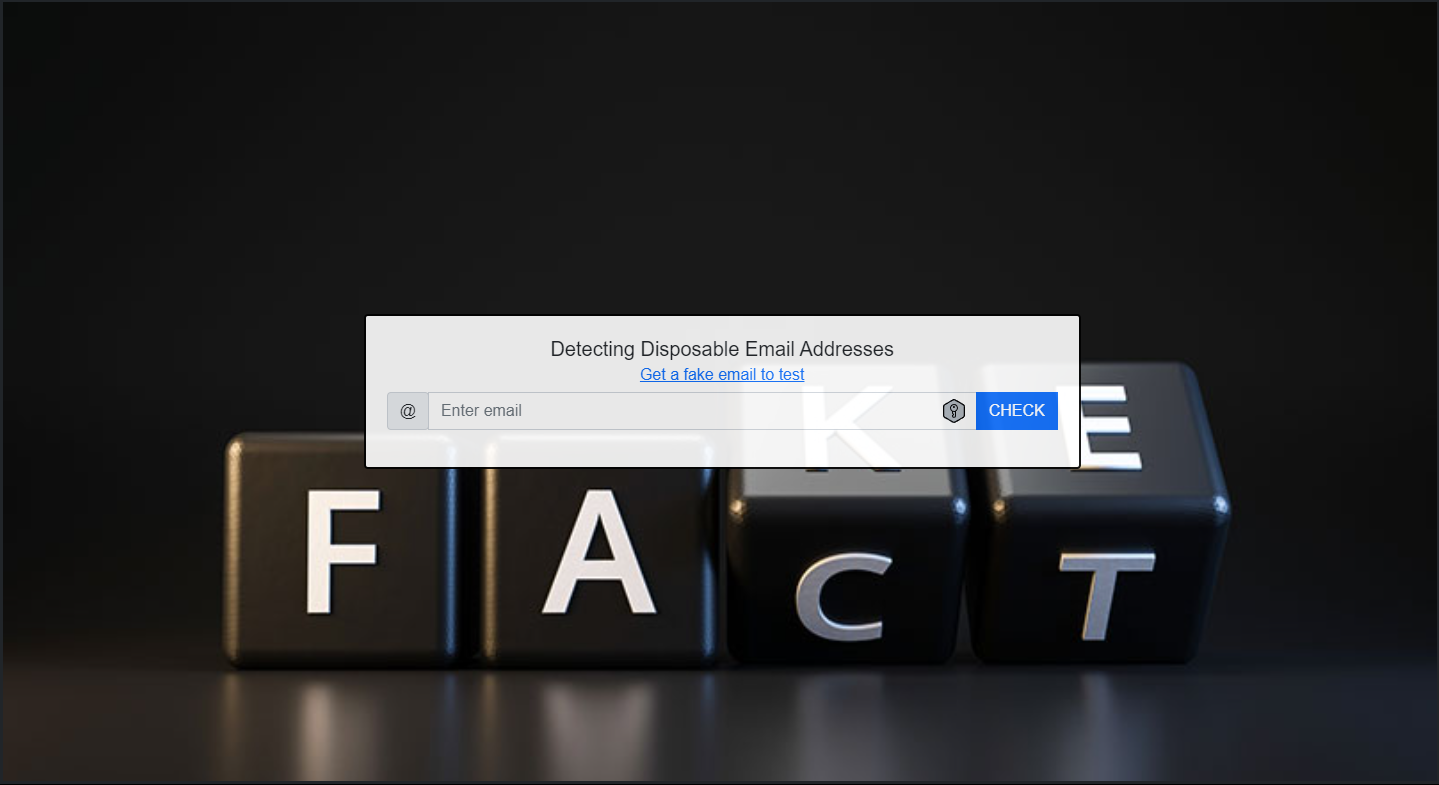 Detecting Disposable Email Addresses
Get a fake email to test
@ Enter email CHECK
K E
F A C T